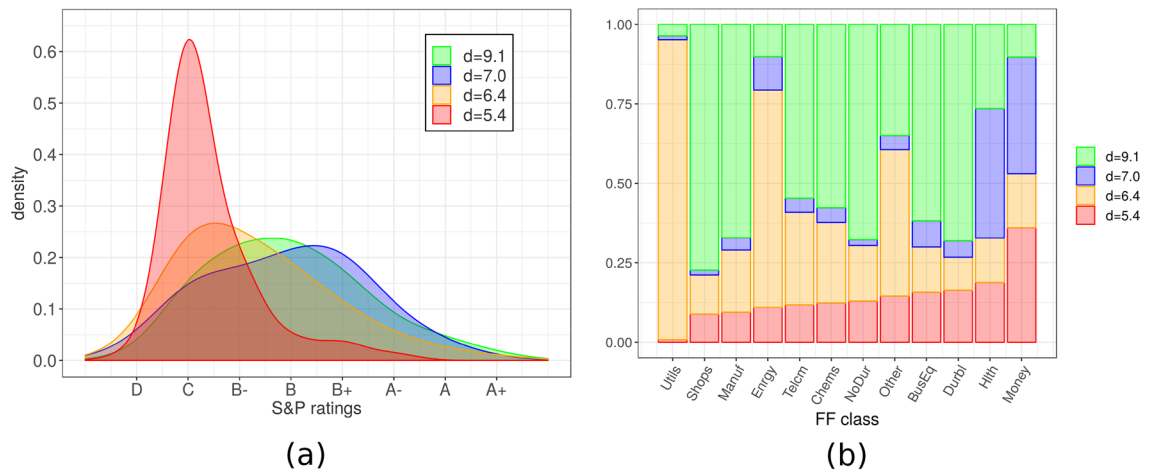 0.6
0.5
0.4
0.3
0.2
0.1
0.0
density
d=9.1
d=7.0
d=6.4
d=5.4
D C B- B B+ A- A A+
S&P ratings
(a)
1.00
0.75
0.50
0.25
0.00
Utils Shops Manuf Enrgy Telcm Chems NoDur Other BusEq Durbl Hlth Money
FF class
d=9.1
d=7.0
d=6.4
d=5.4
(b)